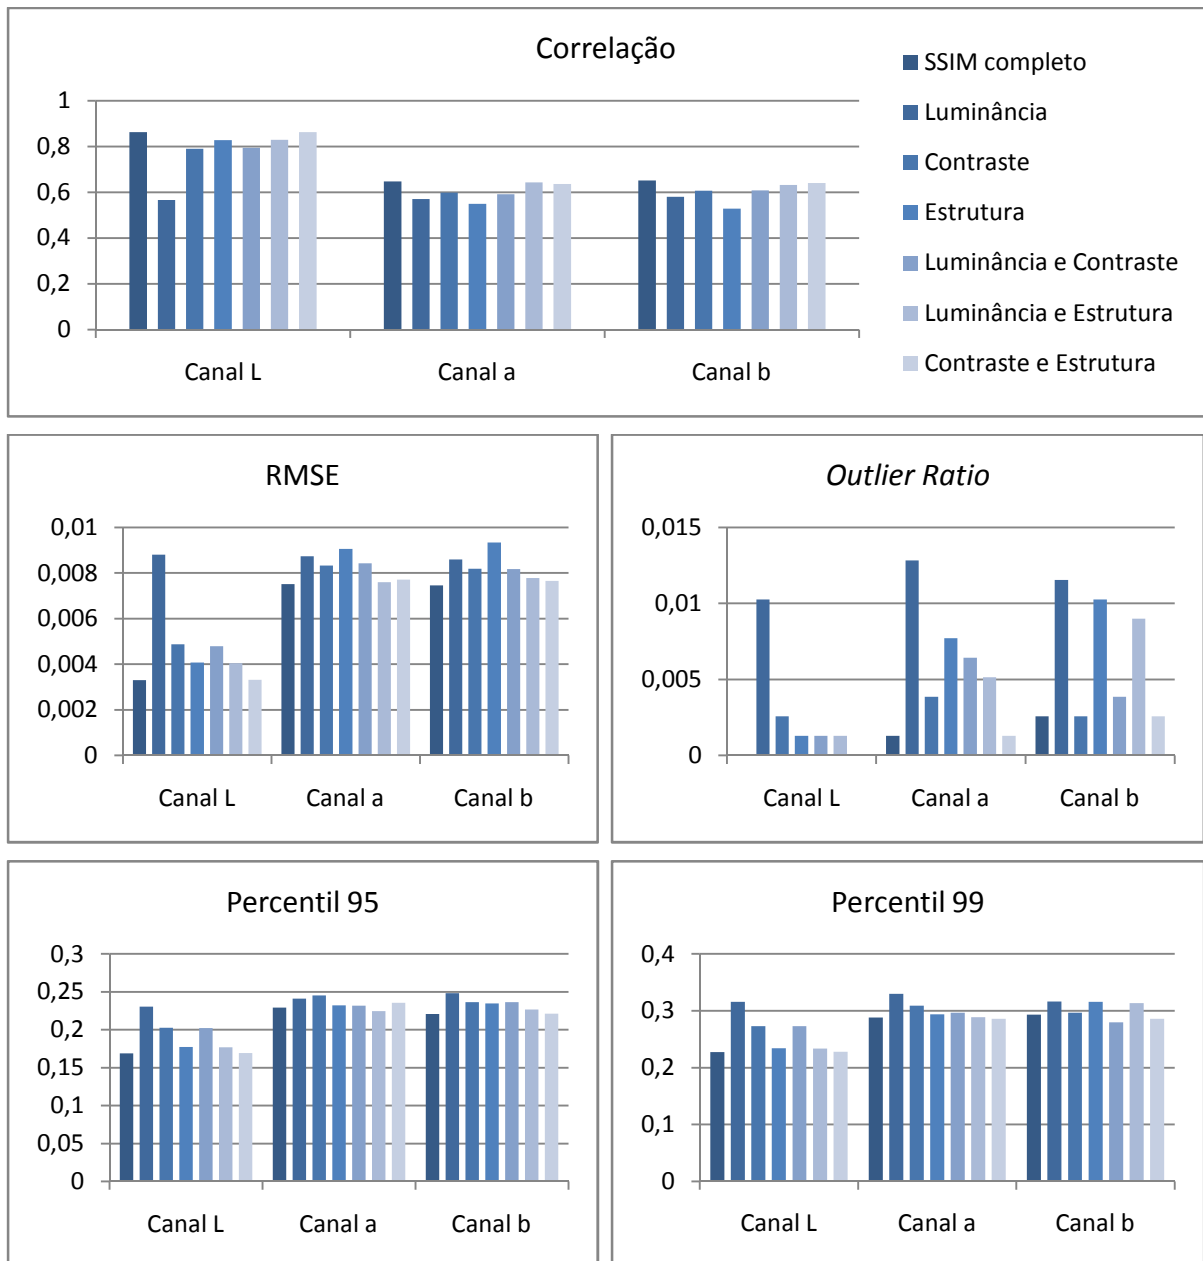 Correlação
1
0,8
0,6
0,4
0,2
0
Canal L
Canal a
Canal b
SSIM completo
Luminância
Contraste
Estrutura
Luminância e Contraste
Luminância e Estrutura
Contraste e Estrutura
RMSE
0,01
0,008
0,006
0,004
0,002
0
Canal L
Canal a
Canal b
Outlier Ratio
0,015
0,01
0,005
0
Canal L
Canal a
Canal b
Percentil 95
0,3
0,25
0,2
0,15
0,1
0,05
0
Canal L
Canal a
Canal b
Percentil 99
0,4
0,3
0,2
0,1
0
Canal L
Canal a
Canal b